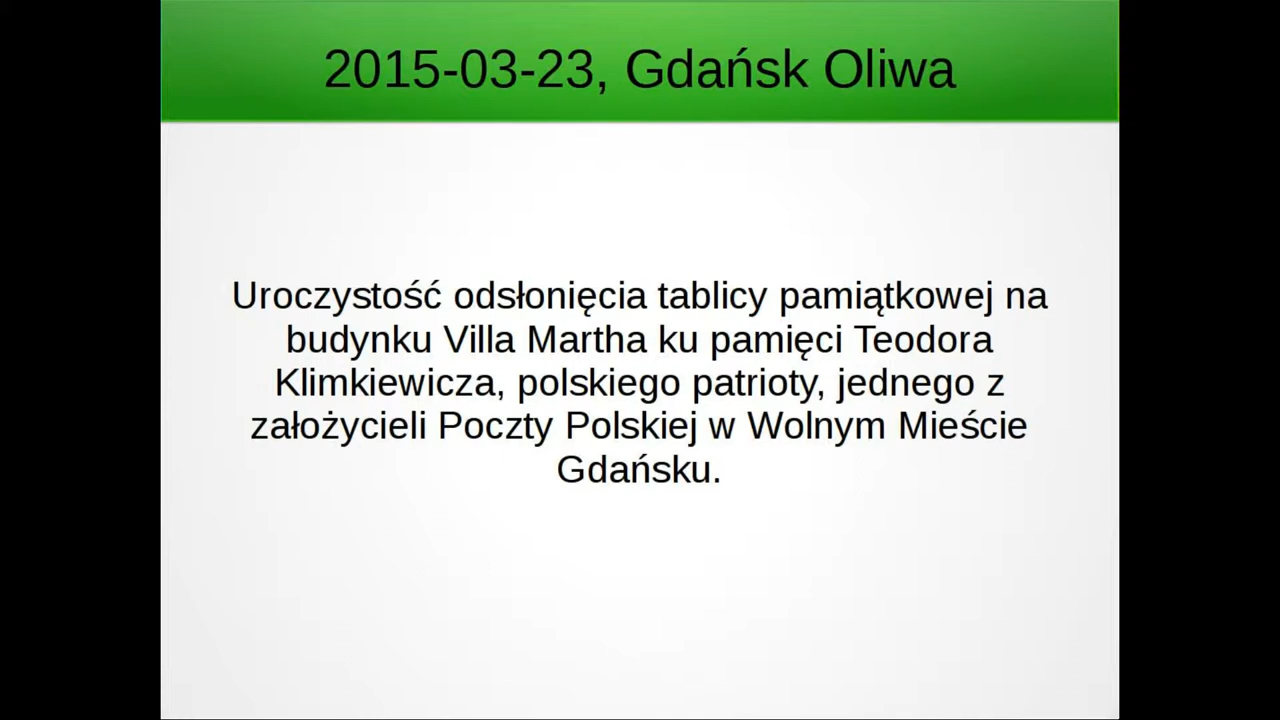 2015-03-23, Gdańsk Oliwa
Uroczystość odsłonięcia tablicy pamiątkowej na
budynku Villa Martha ku pamięci Teodora
Klimkiewicza, polskiego patrioty, jednego z
założycieli Poczty Polskiej w Wolnym Mieście
Gdańsku.